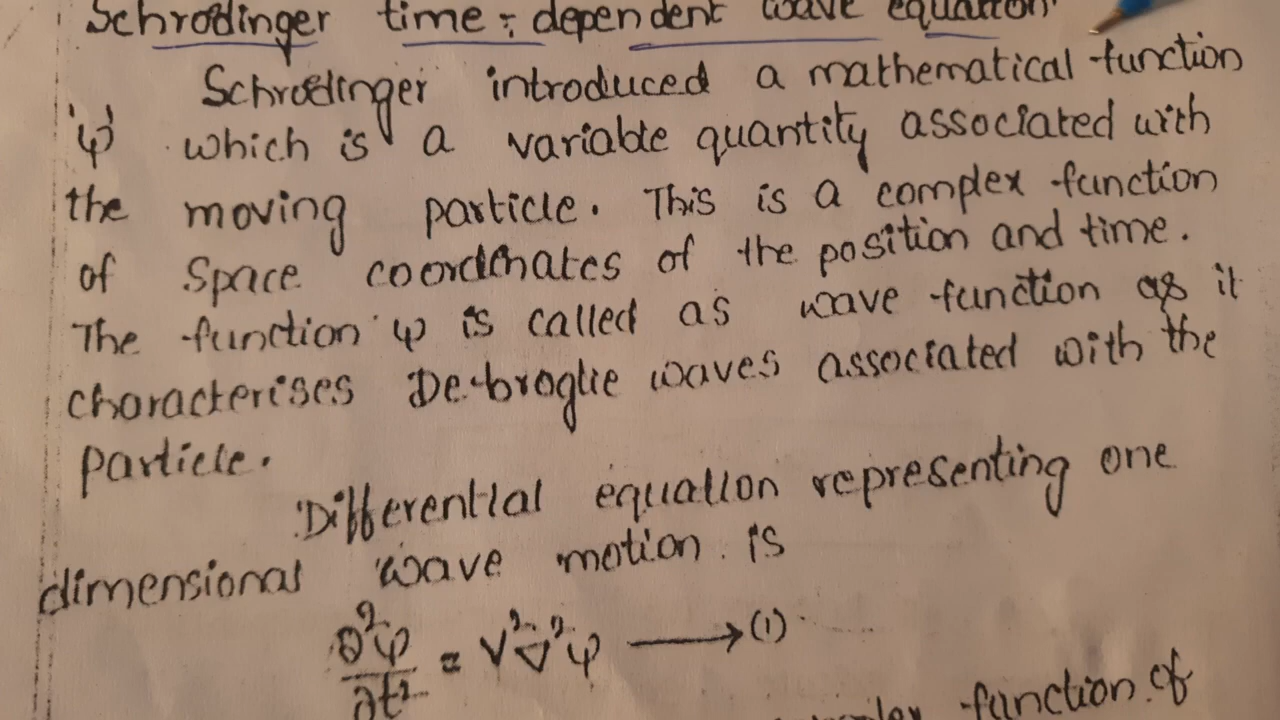 Schrodinger time - dependent wave equation
Schrodinger introduced a mathematical function
'ψ' which is a variable quantity associated with
the moving particle. This is a complex function
of space coordinates of the position and time.
The function ψ is called as wave function as it
characterises De-broglie waves associated with the
particle.
Differential equation representing one
dimensional wave motion is
∂²ψ/∂t² = V²∇²ψ ⟶ (1)
function of